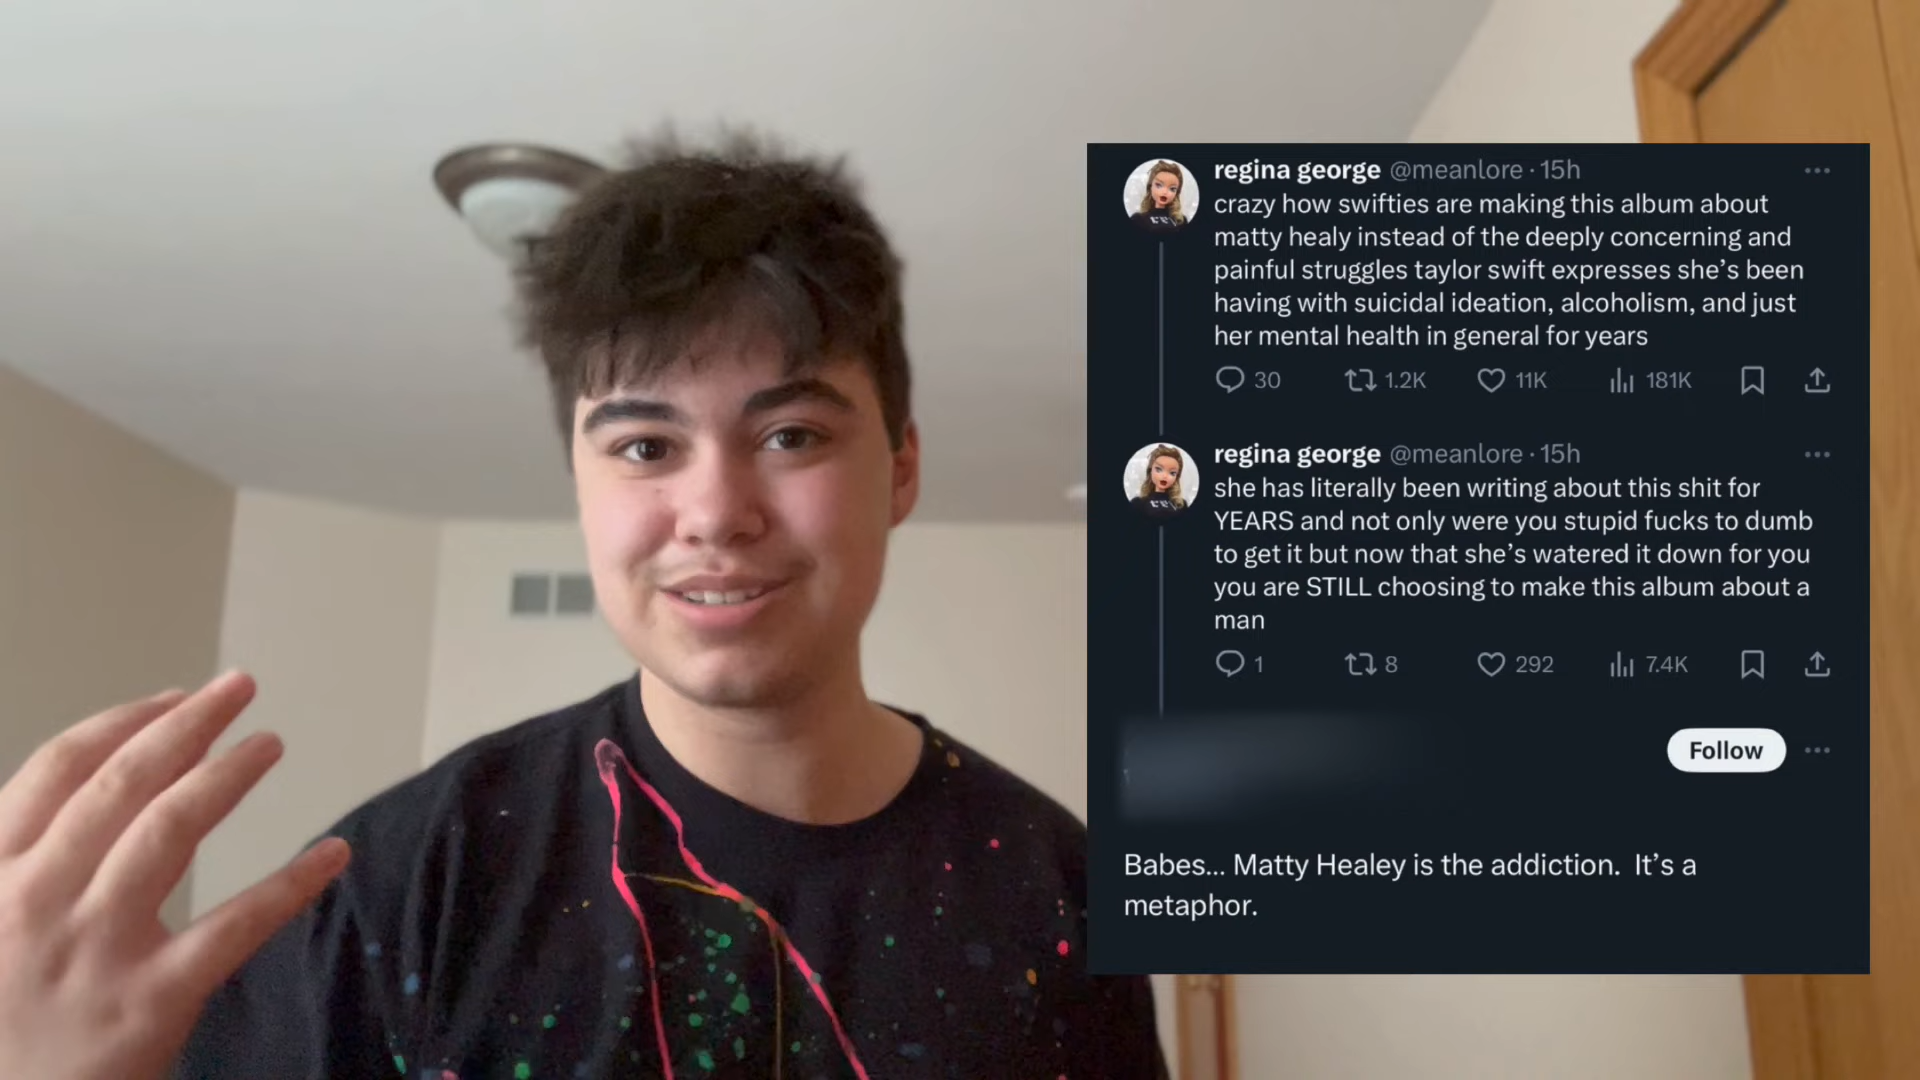 regina george @meanlore · 15h
crazy how swifties are making this album about
matty healy instead of the deeply concerning and
painful struggles taylor swift expresses she's been
having with suicidal ideation, alcoholism, and just
her mental health in general for years
30 1.2K 11K 181K
regina george @meanlore · 15h
she has literally been writing about this shit for
YEARS and not only were you stupid fucks to dumb
to get it but now that she's watered it down for you
you are STILL choosing to make this album about a
man
1 8 292 7.4K
Follow
Babes... Matty Healey is the addiction. It's a
metaphor.